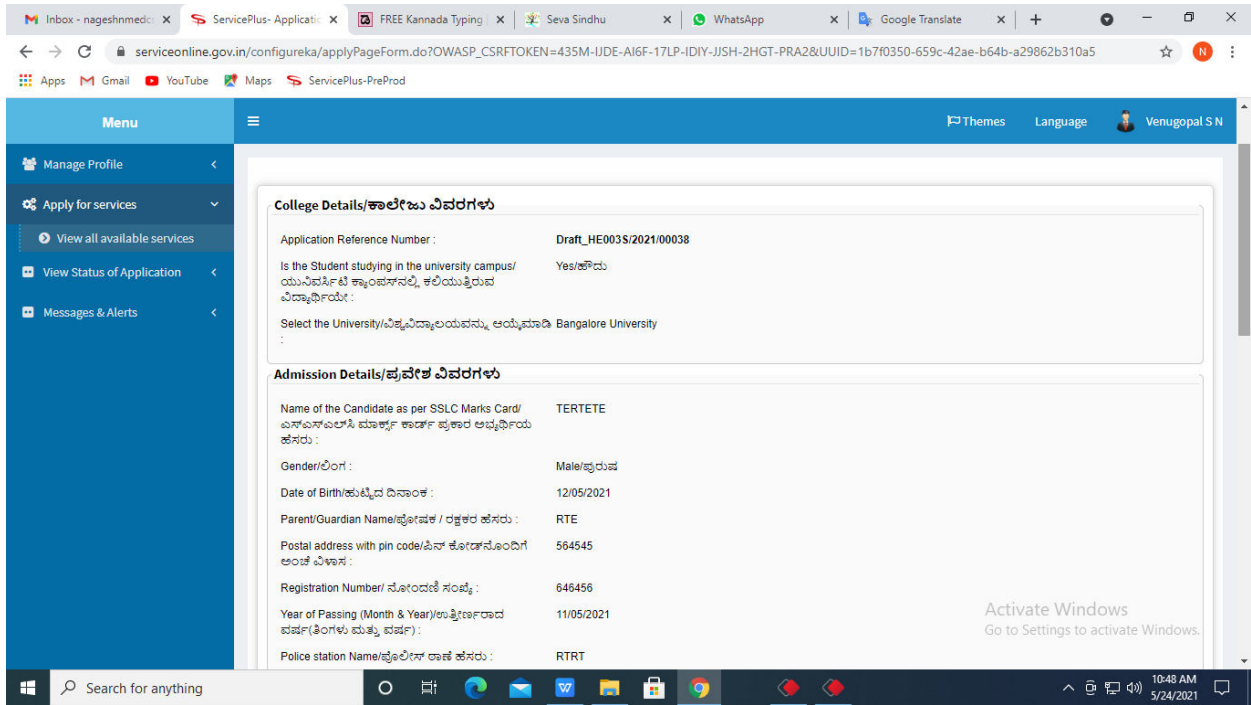 Inbox - nageshnmedc
ServicePlus- Applicatic
FREE Kannada Typing
Seva Sindhu
WhatsApp
Google Translate
serviceonline.gov.in/configureka/applyPageForm.do?OWASP_CSRFTOKEN=435M-IJDE-AI6F-17LP-IDIY-JJSH-2HGT-PRA2&UUID=1b7f0350-659c-42ae-b64b-a29862b310a5
N
Apps Gmail YouTube Maps ServicePlus-PreProd
Menu
Themes Language Venugopal S N
Manage Profile
Apply for services
View all available services
View Status of Application
Messages & Alerts
College Details/ಕಾಲೇಜು ವಿವರಗಳು
Application Reference Number : Draft_HE003S/2021/00038
Is the Student studying in the university campus/ Yes/ಹೌದು
ಯುನಿವರ್ಸಿಟಿ ಕ್ಯಾಂಪಸ್‌ನಲ್ಲಿ ಕಲಿಯುತ್ತಿರುವ
ವಿದ್ಯಾರ್ಥಿಯೇ :
Select the University/ವಿಶ್ವವಿದ್ಯಾಲಯವನ್ನು ಆಯ್ಕೆಮಾಡಿ Bangalore University
:
Admission Details/ಪ್ರವೇಶ ವಿವರಗಳು
Name of the Candidate as per SSLC Marks Card/ TERTETE
ಎಸ್ಎಸ್ಎಲ್‌ಸಿ ಮಾರ್ಕ್ಸ್ ಕಾರ್ಡ್ ಪ್ರಕಾರ ಅಭ್ಯರ್ಥಿಯ
ಹೆಸರು :
Gender/ಲಿಂಗ : Male/ಪುರುಷ
Date of Birth/ಹುಟ್ಟಿದ ದಿನಾಂಕ : 12/05/2021
Parent/Guardian Name/ಪೋಷಕ / ರಕ್ಷಕರ ಹೆಸರು : RTE
Postal address with pin code/ಪಿನ್ ಕೋಡ್‌ನೊಂದಿಗೆ 564545
ಅಂಚೆ ವಿಳಾಸ :
Registration Number/ ನೋಂದಣಿ ಸಂಖ್ಯೆ : 646456
Year of Passing (Month & Year)/ಉತ್ತೀರ್ಣರಾದ 11/05/2021
ವರ್ಷ(ತಿಂಗಳು ಮತ್ತು ವರ್ಷ) :
Police station Name/ಪೊಲೀಸ್ ಠಾಣೆ ಹೆಸರು : RTRT
Activate Windows
Go to Settings to activate Windows.
Search for anything
10:48 AM
5/24/2021